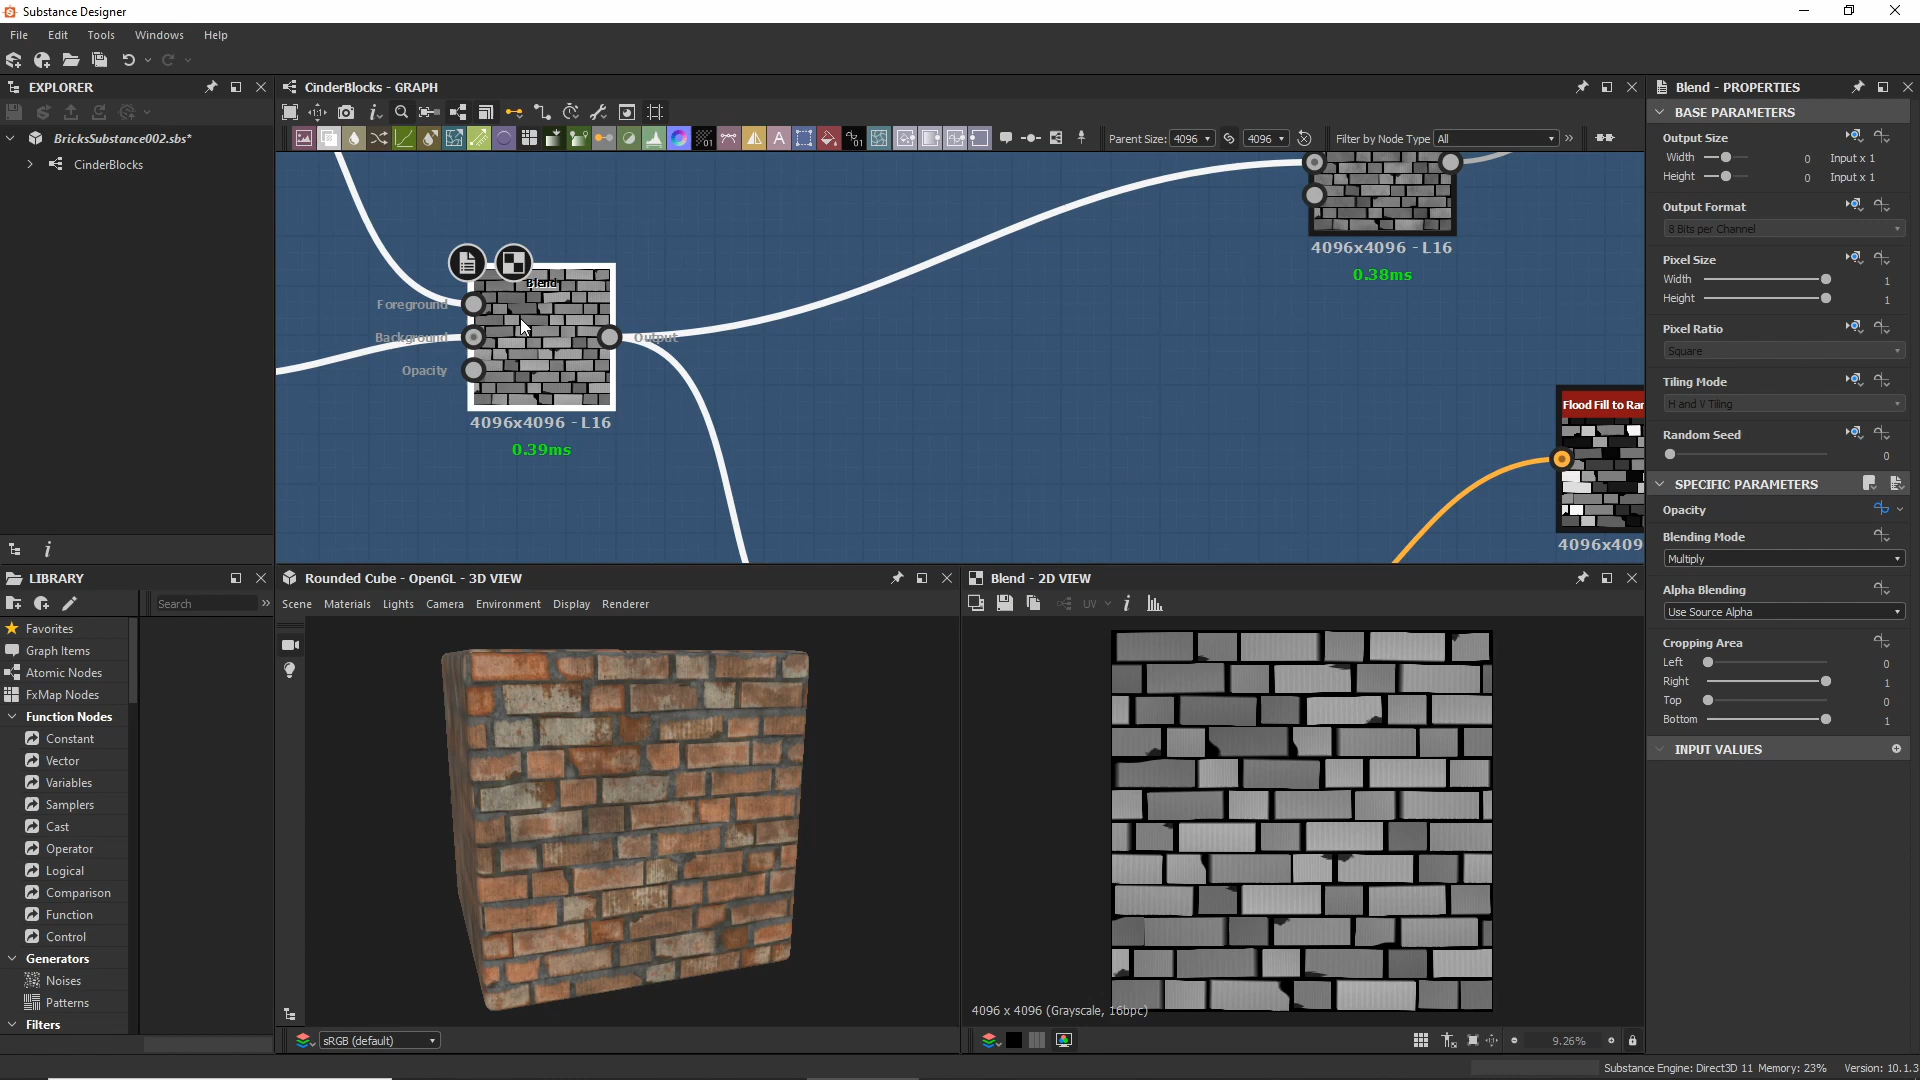 Substance Designer
File Edit Tools Windows Help
EXPLORER
BricksSubstance002.sbs*
CinderBlocks
CinderBlocks - GRAPH
Parent Size: 4096 4096 Filter by Node Type All
Blend
Foreground
Background
Opacity
Output
4096x4096 - L16
0.39ms
4096x4096 - L16
0.38ms
Flood Fill to Ran
4096x409
Blend - PROPERTIES
BASE PARAMETERS
Output Size
Width 0 Input x 1
Height 0 Input x 1
Output Format
8 Bits per Channel
Pixel Size
Width 1
Height 1
Pixel Ratio
Square
Tiling Mode
H and V Tiling
Random Seed
0
SPECIFIC PARAMETERS
Opacity
Blending Mode
Multiply
Alpha Blending
Use Source Alpha
Cropping Area
Left 0
Right 1
Top 0
Bottom 1
INPUT VALUES
LIBRARY
Search
Favorites
Graph Items
Atomic Nodes
FxMap Nodes
Function Nodes
Constant
Vector
Variables
Samplers
Cast
Operator
Logical
Comparison
Function
Control
Generators
Noises
Patterns
Filters
Rounded Cube - OpenGL - 3D VIEW
Scene Materials Lights Camera Environment Display Renderer
sRGB (default)
Blend - 2D VIEW
UV
4096 x 4096 (Grayscale, 16bpc)
9.26%
Substance Engine: Direct3D 11 Memory: 23% Version: 10.1.3